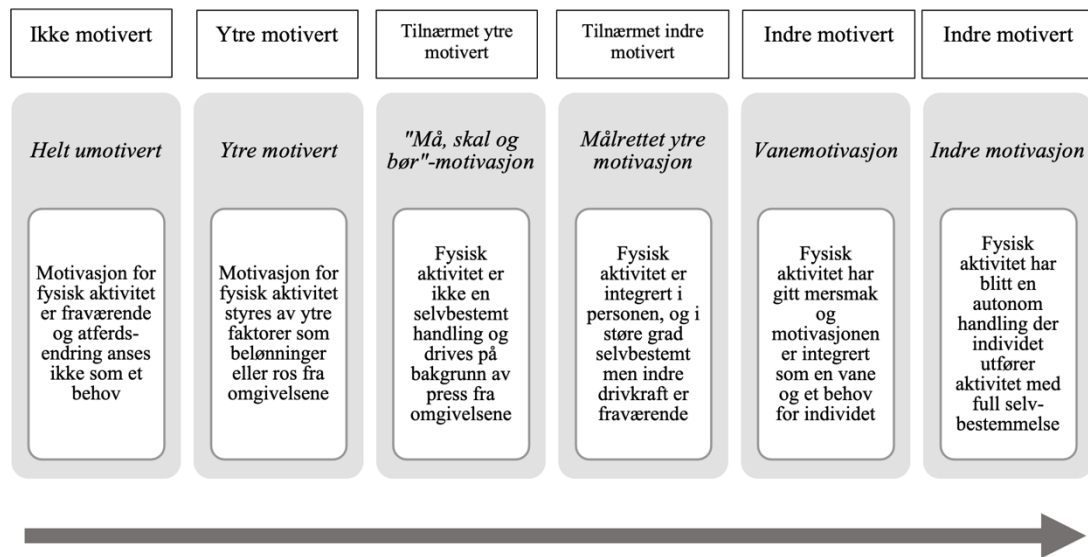 Ikke motivert
Ytre motivert
Tilnærmet ytre
motivert
Tilnærmet indre
motivert
Indre motivert
Indre motivert
Helt umotivert
Ytre motivert
"Må, skal og
bør"-motivasjon
Målrettet ytre
motivasjon
Vanemotivasjon
Indre motivasjon
Motivasjon for
fysisk aktivitet
er fraværende
og atferds-
endring anses
ikke som et
behov
Motivasjon for
fysisk aktivitet
styres av ytre
faktorer som
belønninger
eller ros fra
omgivelsene
Fysisk
aktivitet er
ikke en
selvbestemt
handling og
drives på
bakgrunn av
press fra
omgivelsene
Fysisk
aktivitet er
integrert i
personen, og i
større grad
selvbestemt
men indre
drivkraft er
fraværende
Fysisk
aktivitet har
gitt mersmak
og
motivasjonen
er integrert
som en vane
og et behov
for individet
Fysisk
aktivitet har
blitt en
autonom
handling der
individet
utfører
aktivitet med
full selv-
bestemmelse